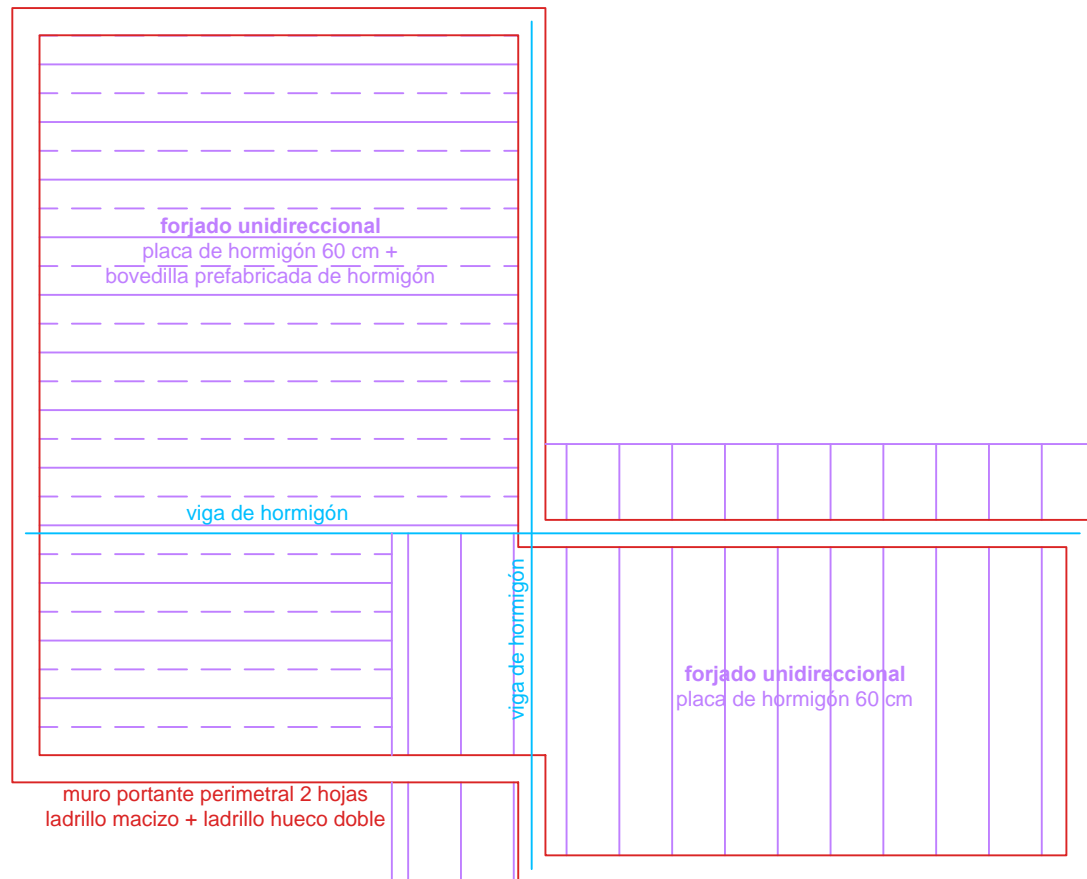 forjado unidireccional
placa de hormigón 60 cm +
bovedilla prefabricada de hormigón
viga de hormigón
viga de hormigón
forjado unidireccional
placa de hormigón 60 cm
muro portante perimetral 2 hojas
ladrillo macizo + ladrillo hueco doble